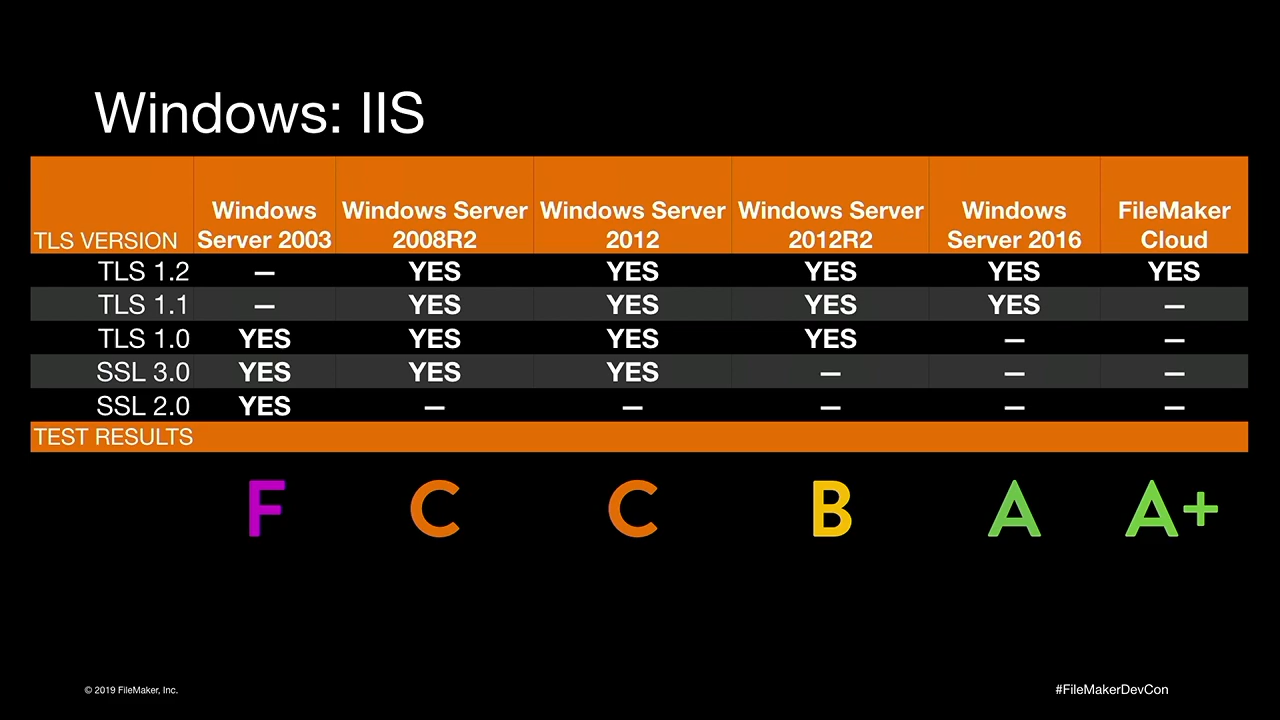 Windows: IIS
TLS VERSION Windows Server 2003 Windows Server 2008R2 Windows Server 2012 Windows Server 2012R2 Windows Server 2016 FileMaker Cloud
TLS 1.2 — YES YES YES YES YES
TLS 1.1 — YES YES YES YES —
TLS 1.0 YES YES YES YES — —
SSL 3.0 YES YES YES — — —
SSL 2.0 YES — — — — —
TEST RESULTS
F C C B A A+
© 2019 FileMaker, Inc. #FileMakerDevCon